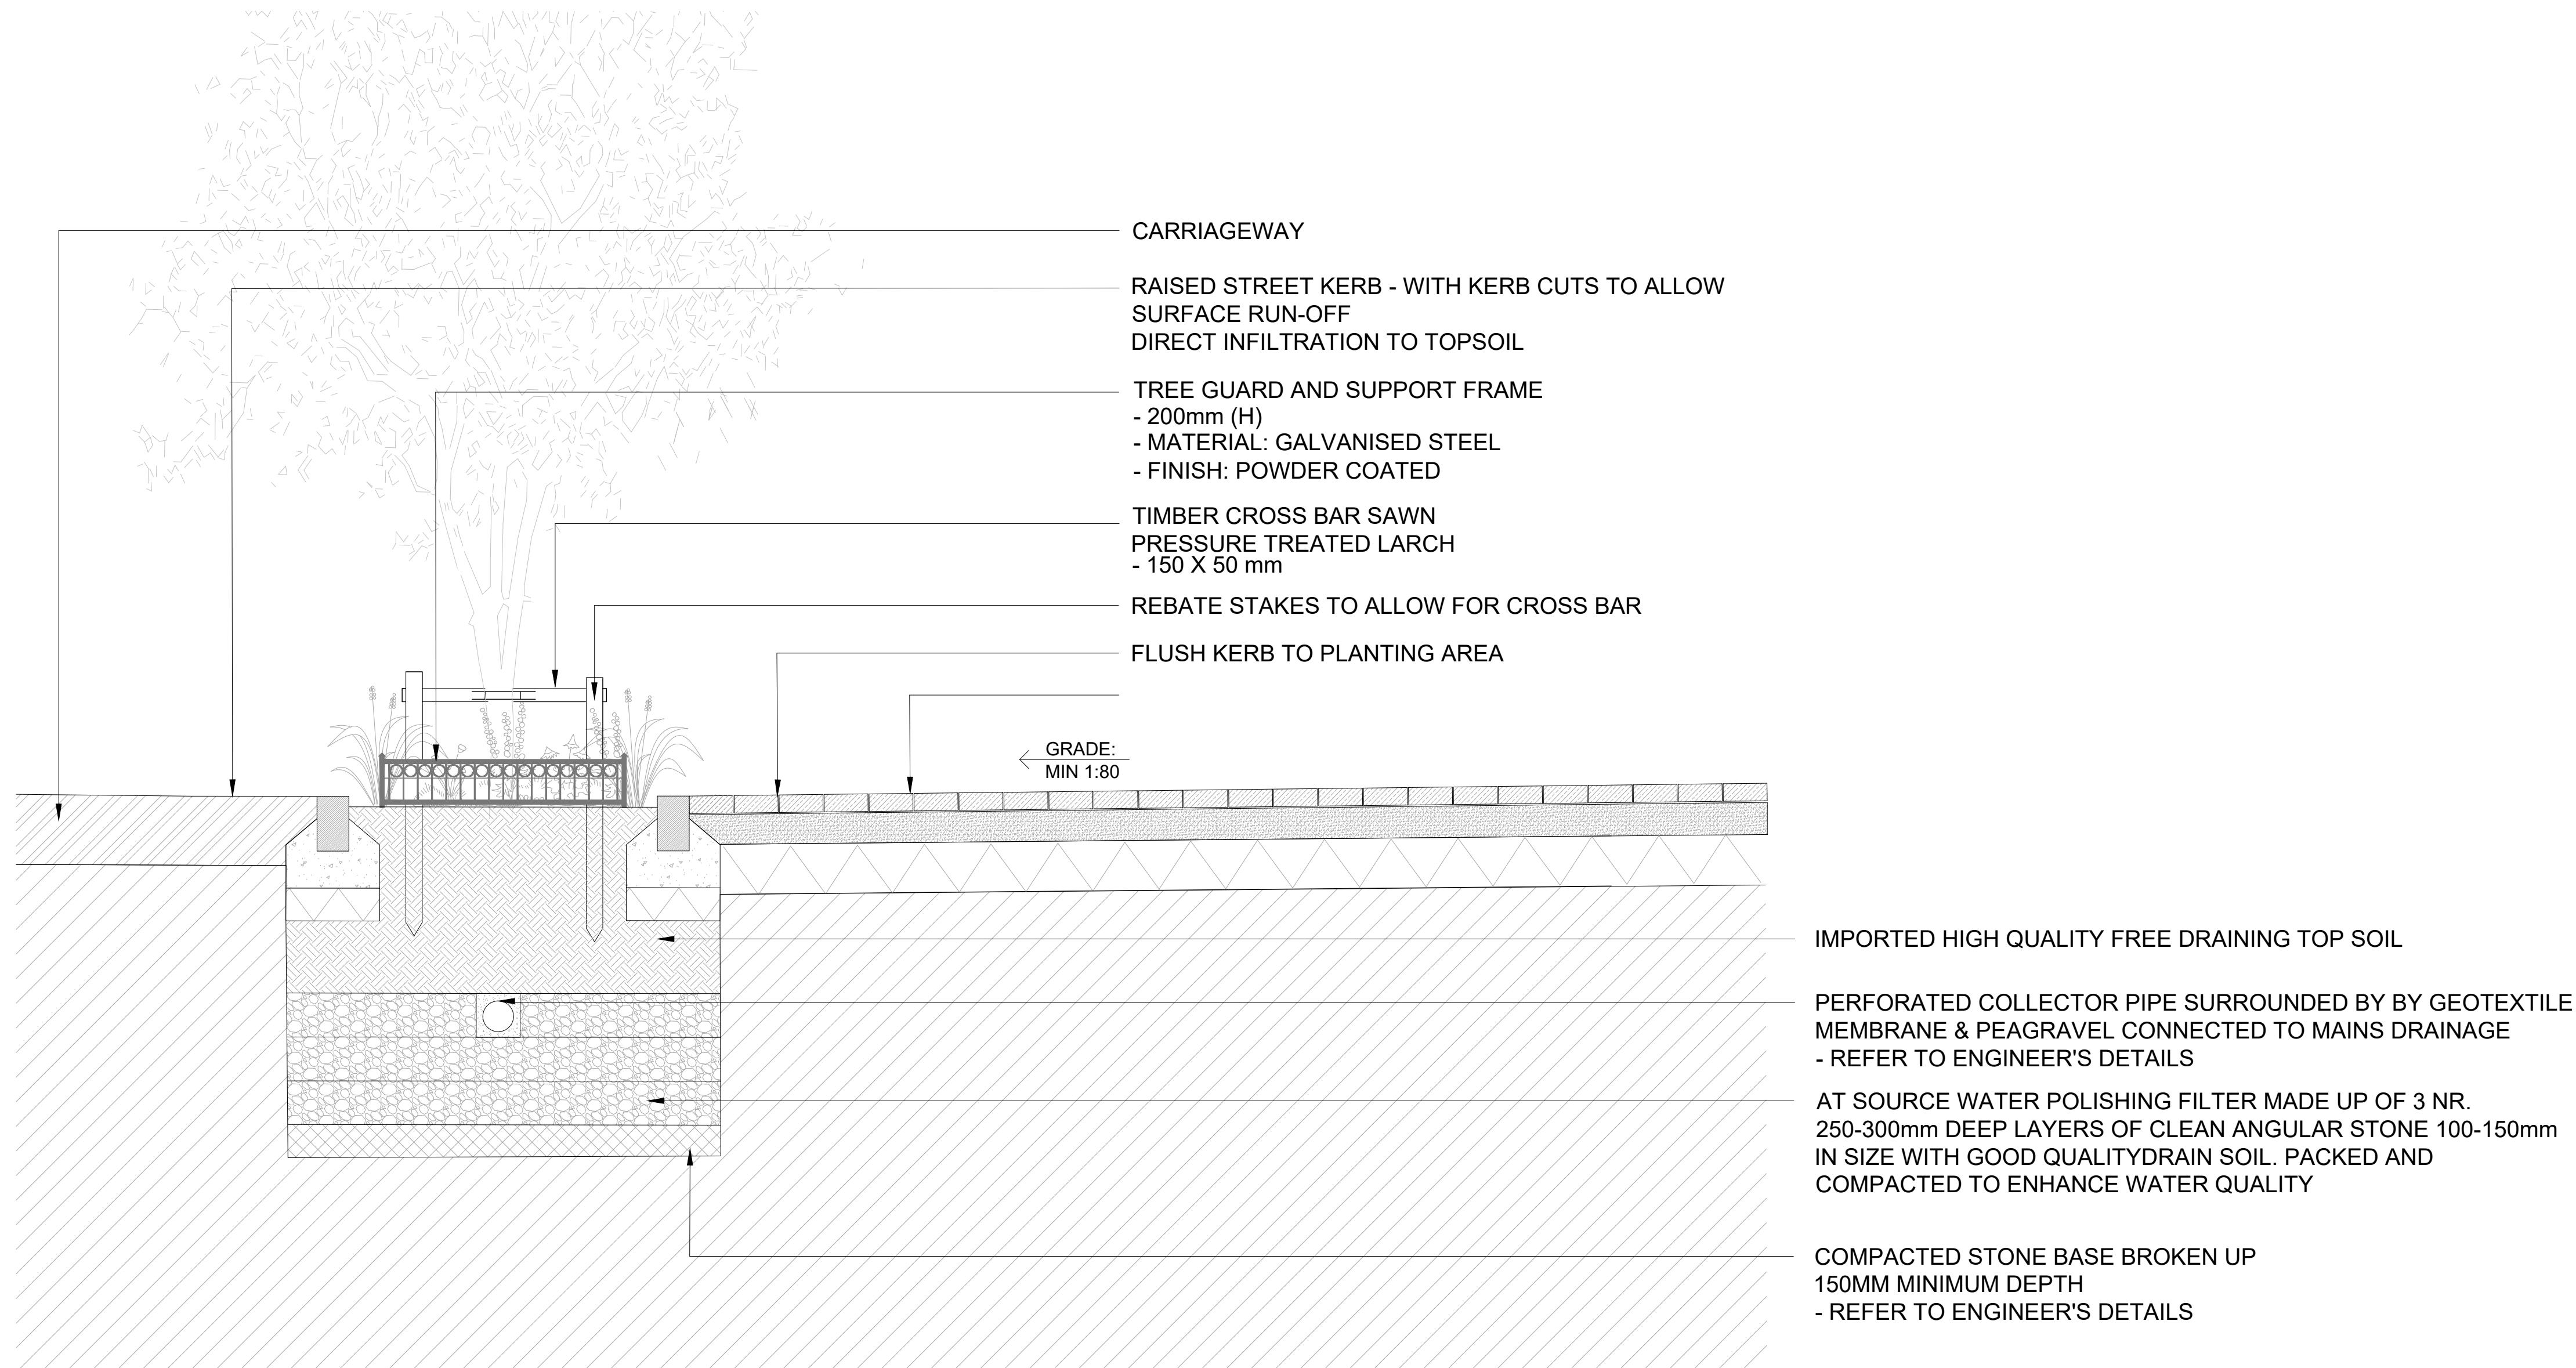 CARRIAGEWAY
RAISED STREET KERB - WITH KERB CUTS TO ALLOW
SURFACE RUN-OFF
DIRECT INFILTRATION TO TOPSOIL
TREE GUARD AND SUPPORT FRAME
- 200mm (H)
- MATERIAL: GALVANISED STEEL
- FINISH: POWDER COATED
TIMBER CROSS BAR SAWN
PRESSURE TREATED LARCH
- 150 X 50 mm
REBATE STAKES TO ALLOW FOR CROSS BAR
FLUSH KERB TO PLANTING AREA
GRADE:
MIN 1:80
IMPORTED HIGH QUALITY FREE DRAINING TOP SOIL
PERFORATED COLLECTOR PIPE SURROUNDED BY BY GEOTEXTILE
MEMBRANE & PEAGRAVEL CONNECTED TO MAINS DRAINAGE
- REFER TO ENGINEER'S DETAILS
AT SOURCE WATER POLISHING FILTER MADE UP OF 3 NR.
250-300mm DEEP LAYERS OF CLEAN ANGULAR STONE 100-150mm
IN SIZE WITH GOOD QUALITYDRAIN SOIL. PACKED AND
COMPACTED TO ENHANCE WATER QUALITY
COMPACTED STONE BASE BROKEN UP
150MM MINIMUM DEPTH
- REFER TO ENGINEER'S DETAILS